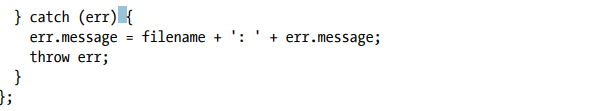 } catch (err) {
err.message = filename + ': ' + err.message;
throw err;
}
};